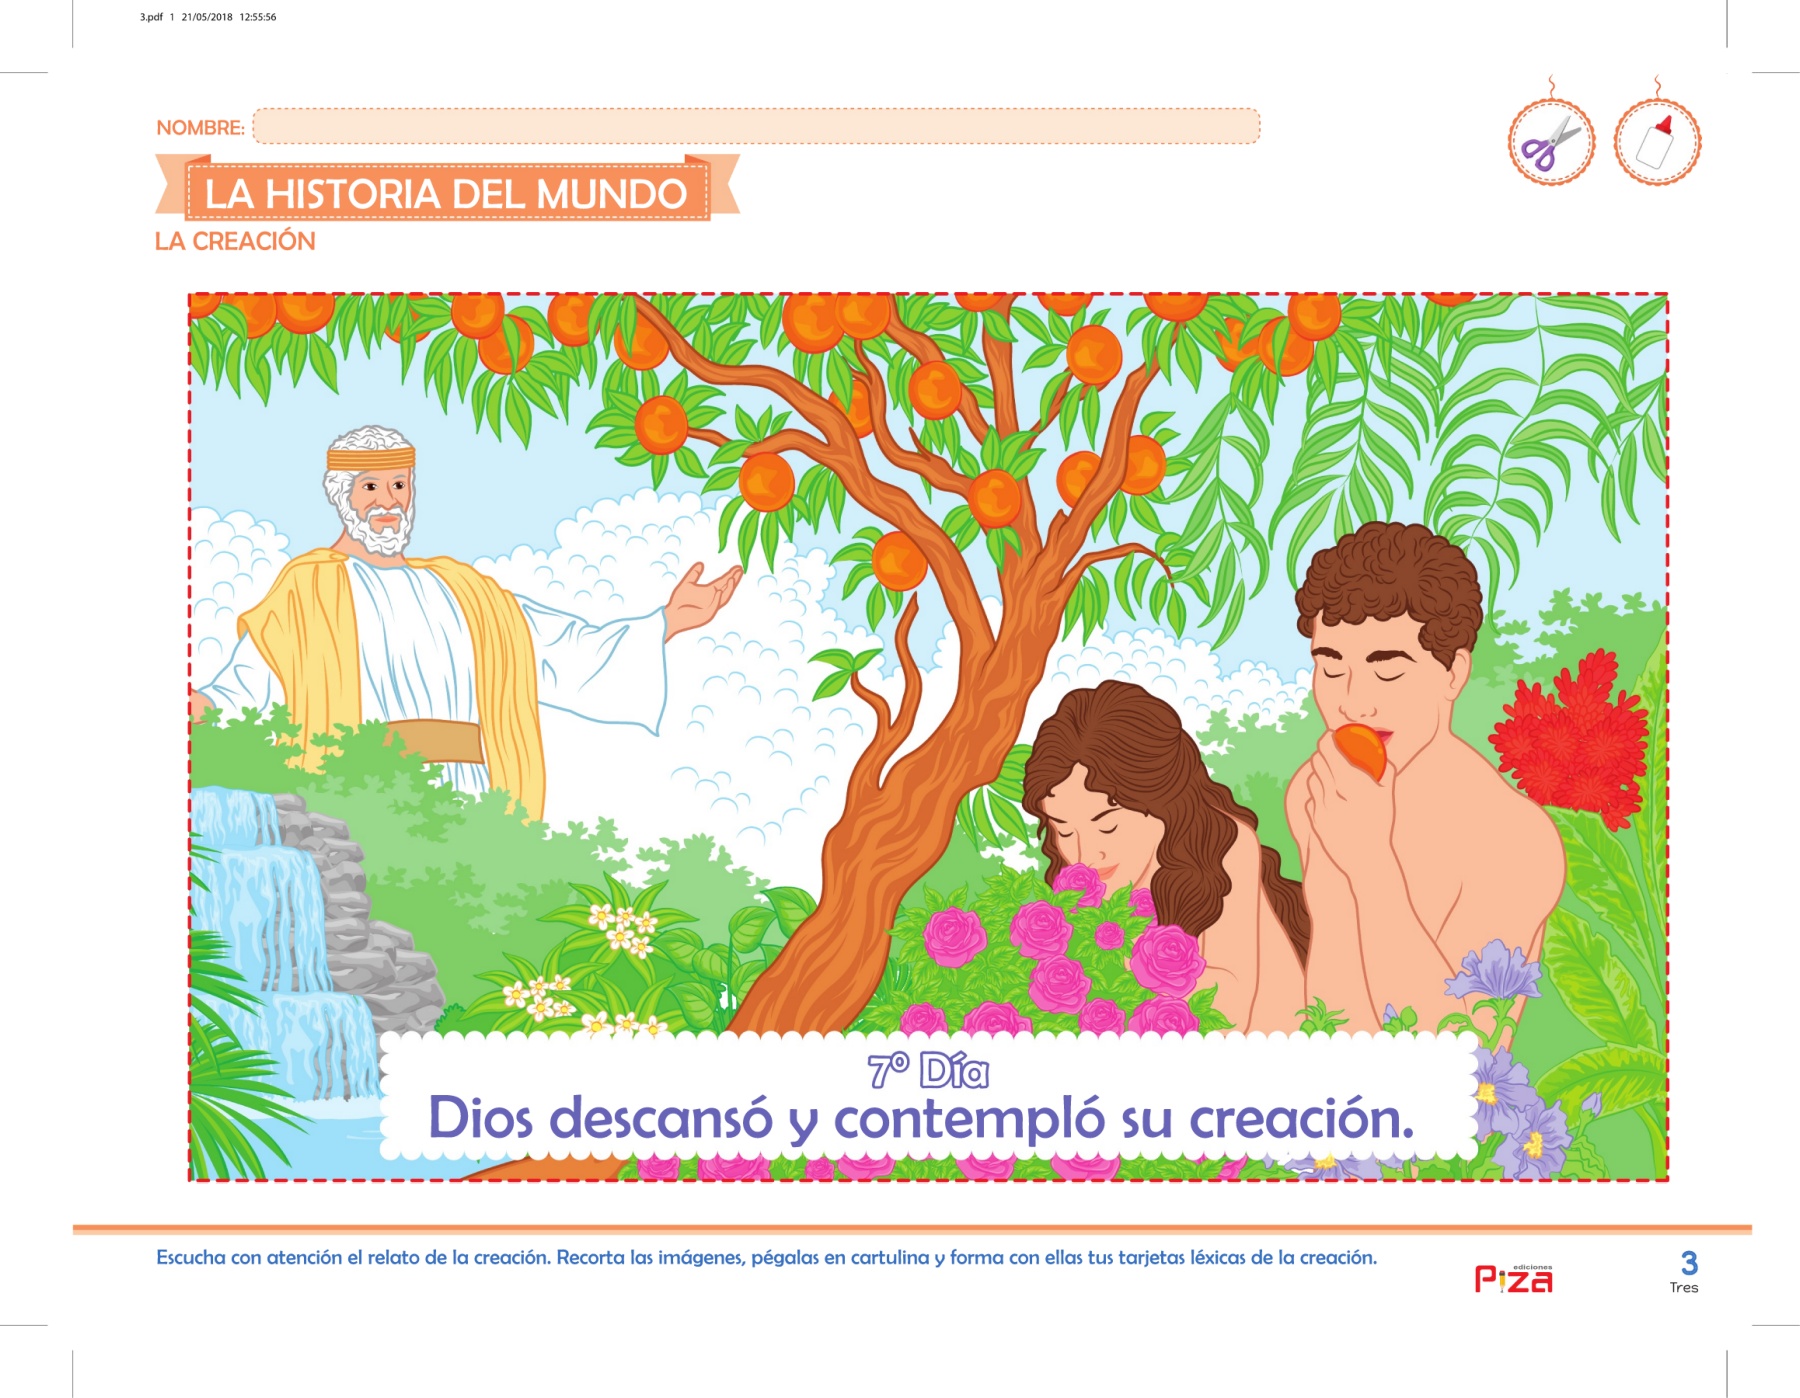 3.pdf 1 21/05/2018 12:55:56
NOMBRE:
LA HISTORIA DEL MUNDO
LA CREACIÓN
7º Día
Dios descansó y contempló su creación.
Escucha con atención el relato de la creación. Recorta las imágenes, pégalas en cartulina y forma con ellas tus tarjetas léxicas de la creación.
ediciones
Piza
3
Tres